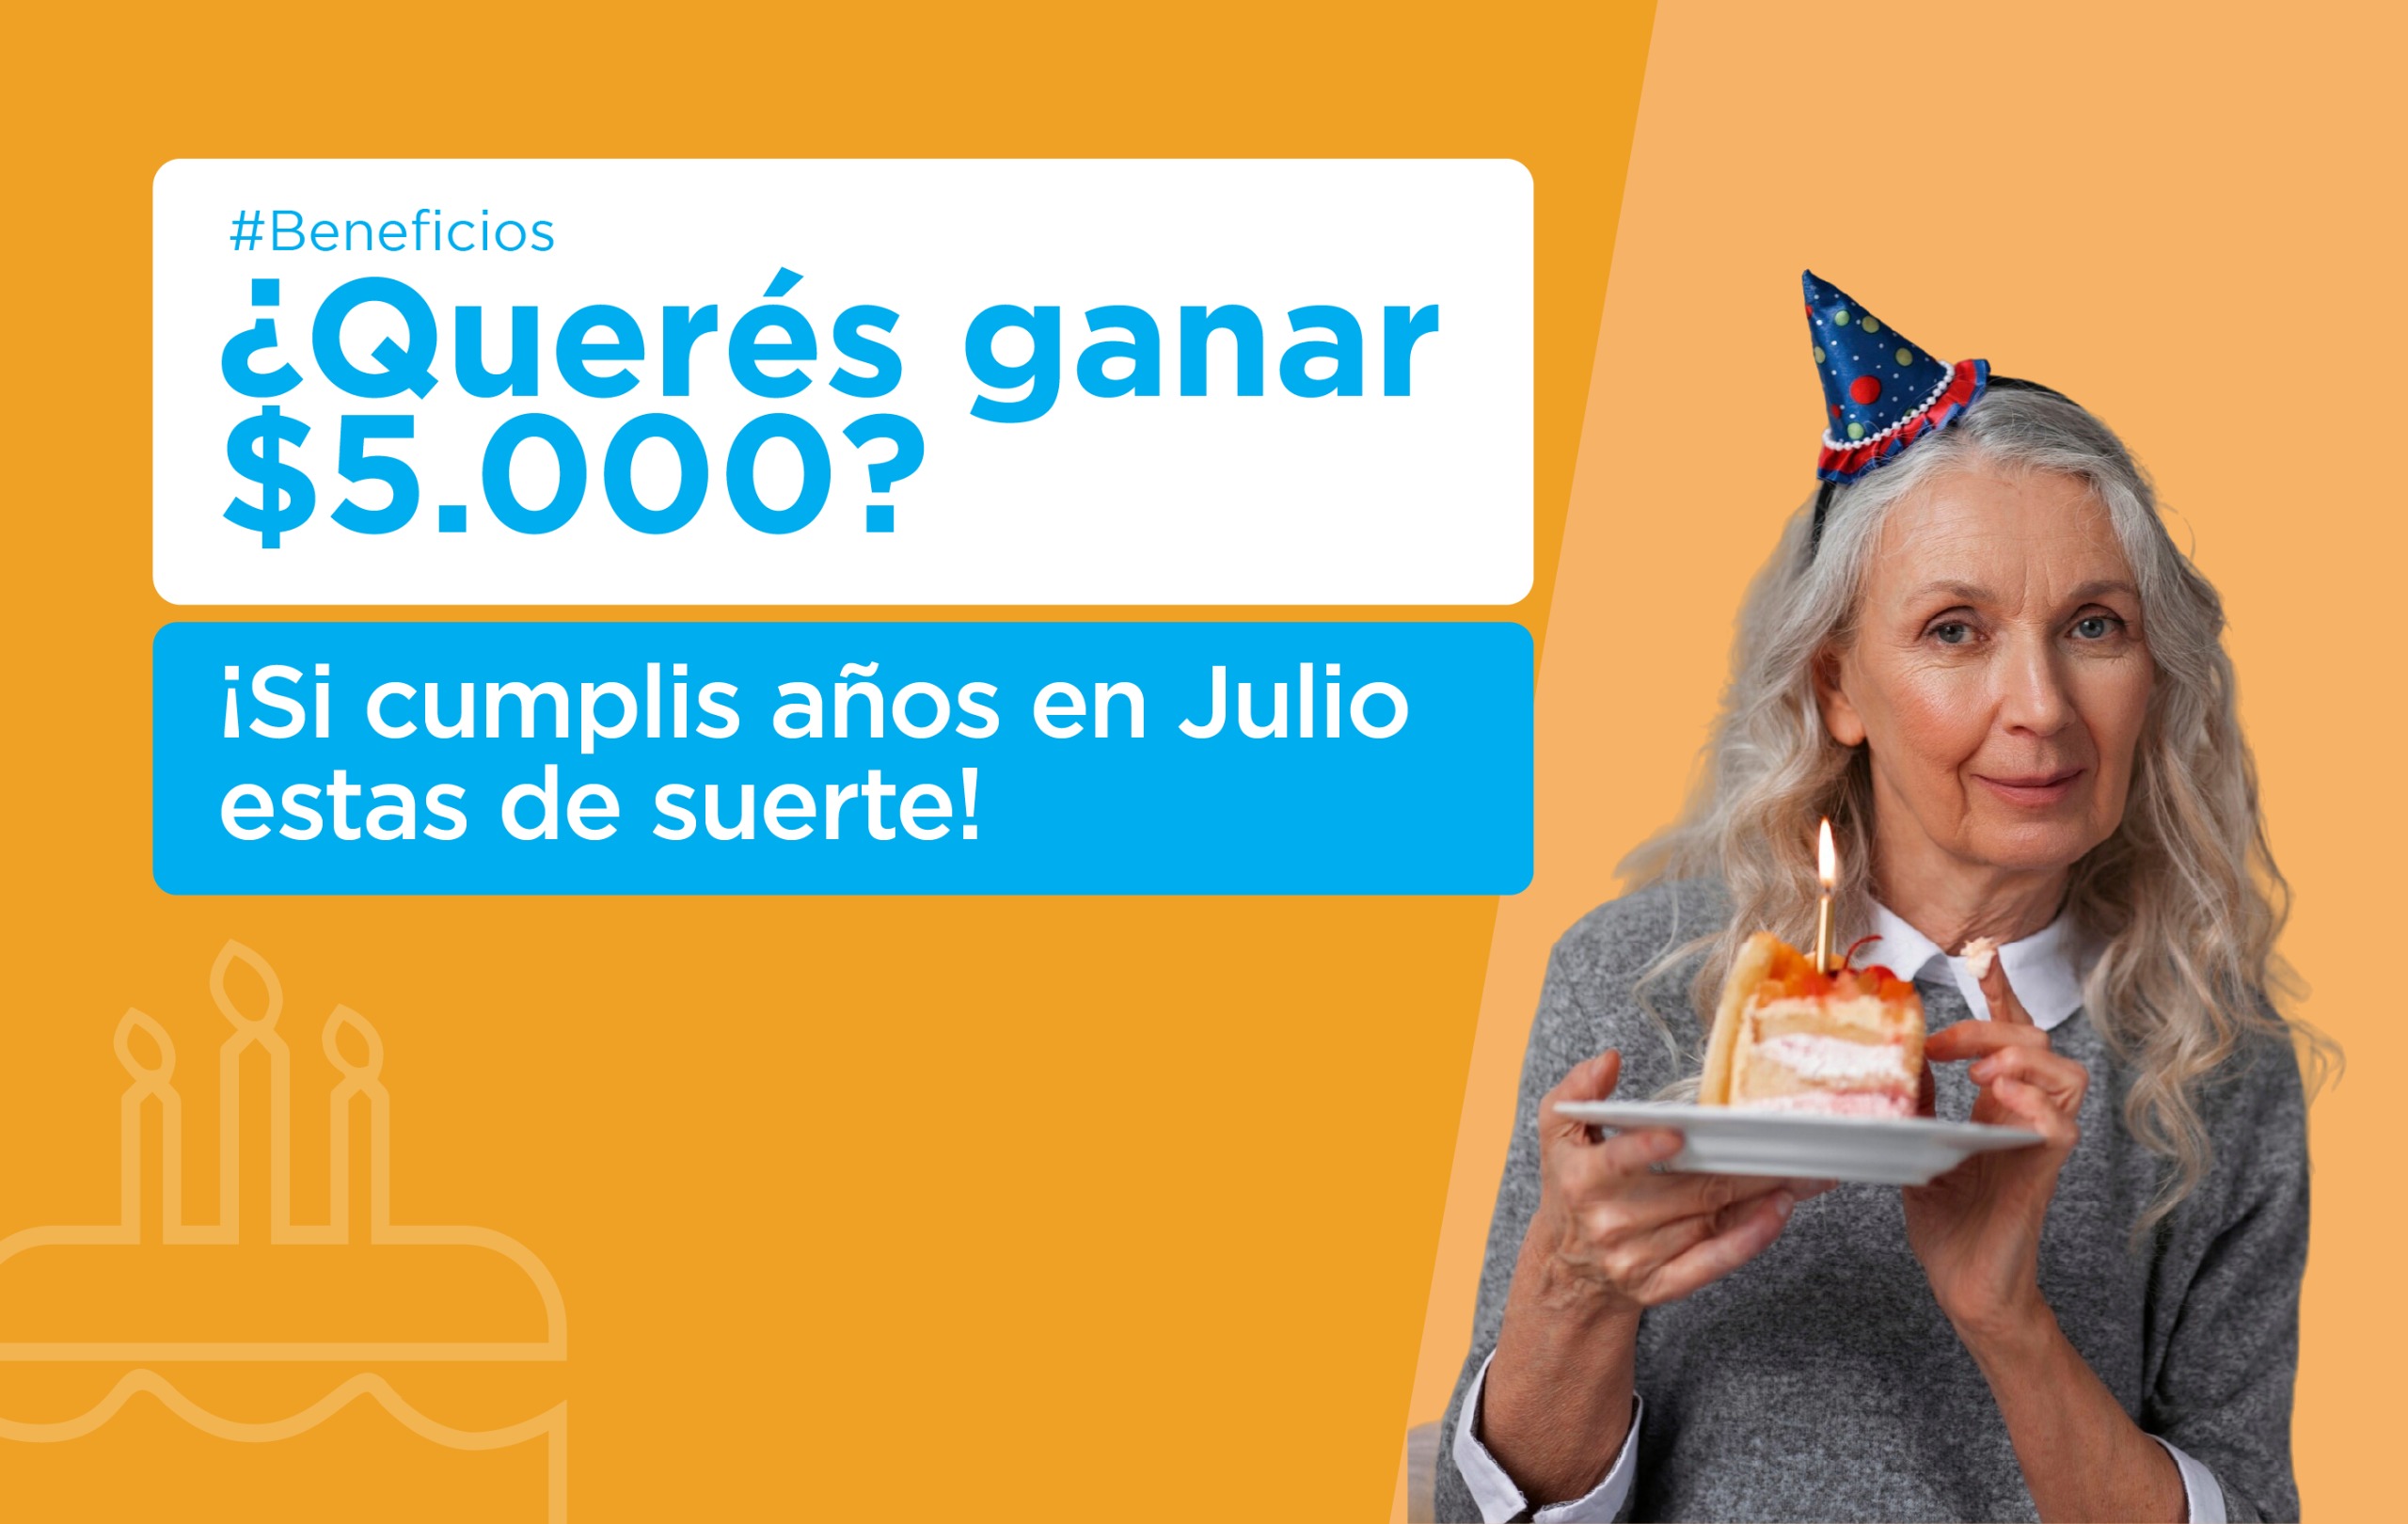 #Beneficios
¿Querés ganar
$5.000?
¡Si cumplis años en Julio
estas de suerte!